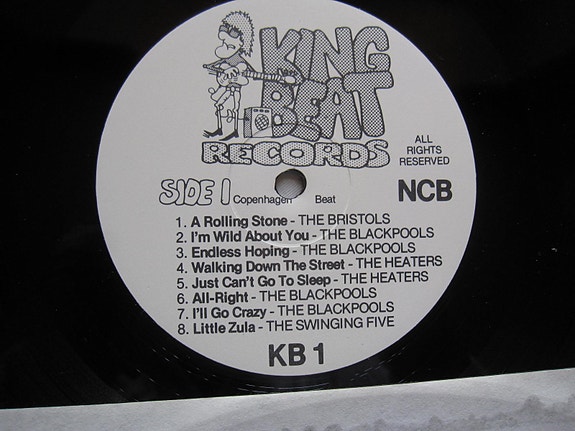 KING
BEAT
RECORDS
ALL
RIGHTS
RESERVED
SIDE 1 Copenhagen Beat NCB
1. A Rolling Stone - THE BRISTOLS
2. I'm Wild About You - THE BLACKPOOLS
3. Endless Hoping - THE BLACKPOOLS
4. Walking Down The Street - THE HEATERS
5. Just Can't Go To Sleep - THE HEATERS
6. All-Right - THE BLACKPOOLS
7. I'll Go Crazy - THE BLACKPOOLS
8. Little Zula - THE SWINGING FIVE
KB 1